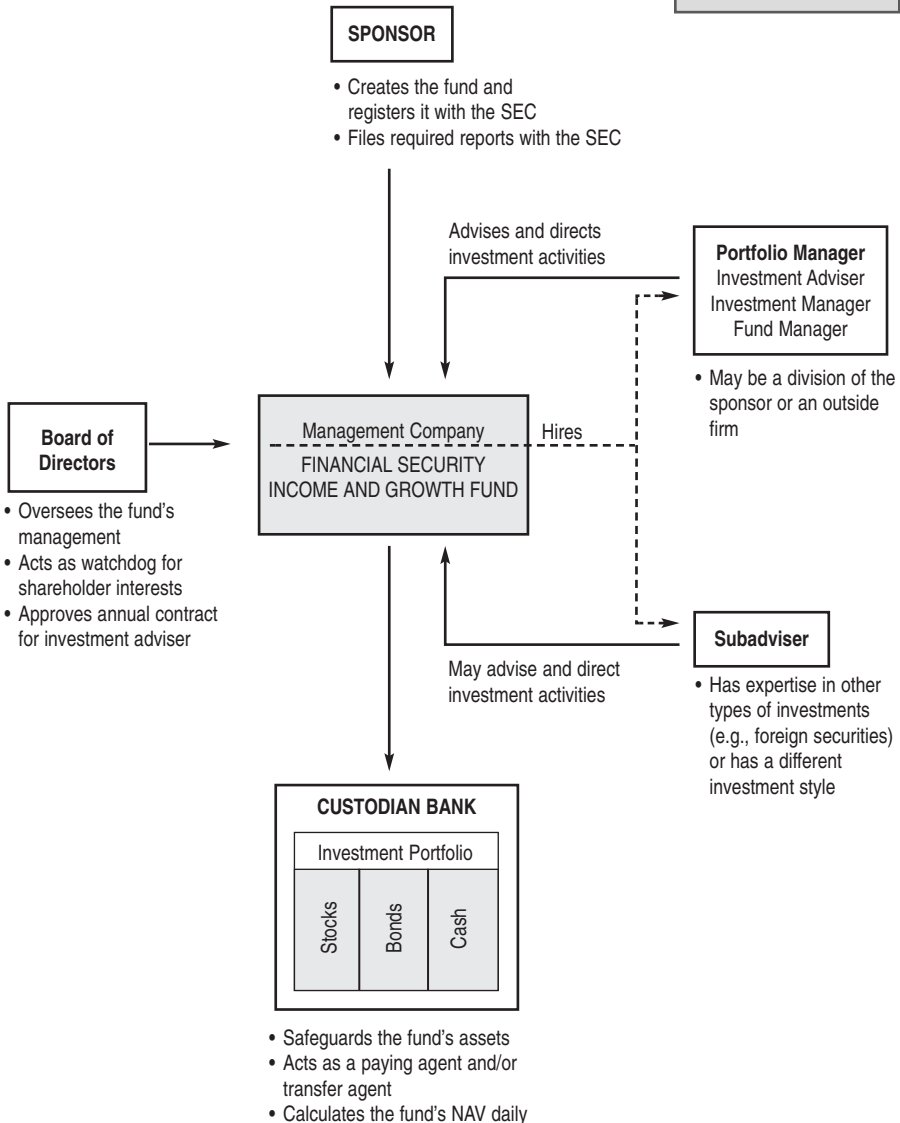 SPONSOR
• Creates the fund and
registers it with the SEC
• Files required reports with the SEC
Advises and directs
investment activities
Portfolio Manager
Investment Adviser
Investment Manager
Fund Manager
• May be a division of the
sponsor or an outside
firm
Board of
Directors
• Oversees the fund's
management
• Acts as watchdog for
shareholder interests
• Approves annual contract
for investment adviser
Management Company
FINANCIAL SECURITY
INCOME AND GROWTH FUND
Hires
May advise and direct
investment activities
Subadviser
• Has expertise in other
types of investments
(e.g., foreign securities)
or has a different
investment style
CUSTODIAN BANK
Investment Portfolio
Stocks
Bonds
Cash
• Safeguards the fund's assets
• Acts as a paying agent and/or
transfer agent
• Calculates the fund's NAV daily